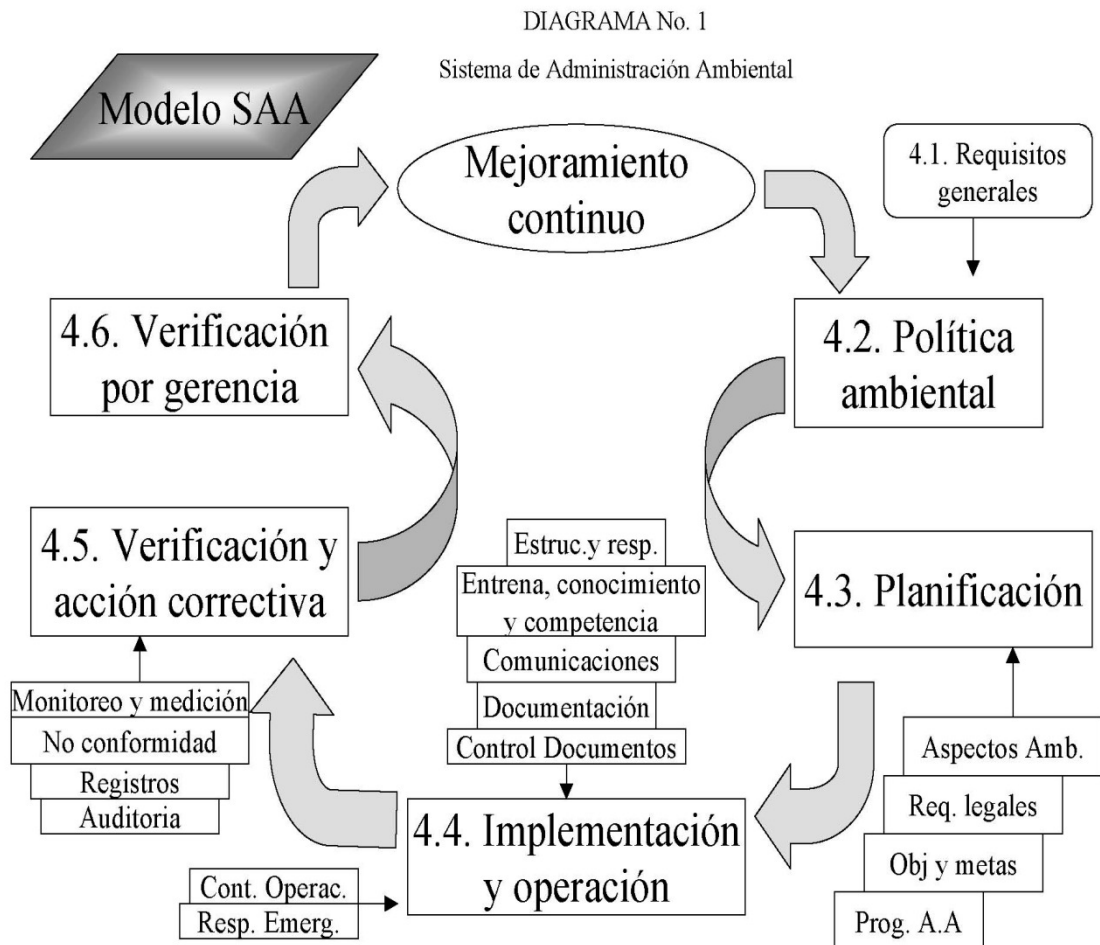 DIAGRAMA No. 1
Sistema de Administración Ambiental
Modelo SAA
Mejoramiento
continuo
4.1. Requisitos
generales
4.2. Política
ambiental
4.3. Planificación
Aspectos Amb.
Req. legales
Obj y metas
Prog. A.A
4.4. Implementación
y operación
Estruc.y resp.
Entrena, conocimiento
y competencia
Comunicaciones
Documentación
Control Documentos
Cont. Operac.
Resp. Emerg.
4.5. Verificación y
acción correctiva
Monitoreo y medición
No conformidad
Registros
Auditoria
4.6. Verificación
por gerencia